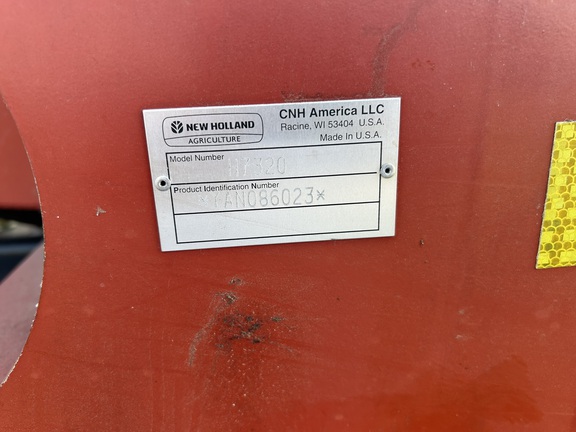 NEW HOLLAND
AGRICULTURE
CNH America LLC
Racine, WI 53404 U.S.A.
Made in U.S.A.
Model Number
Product Identification Number